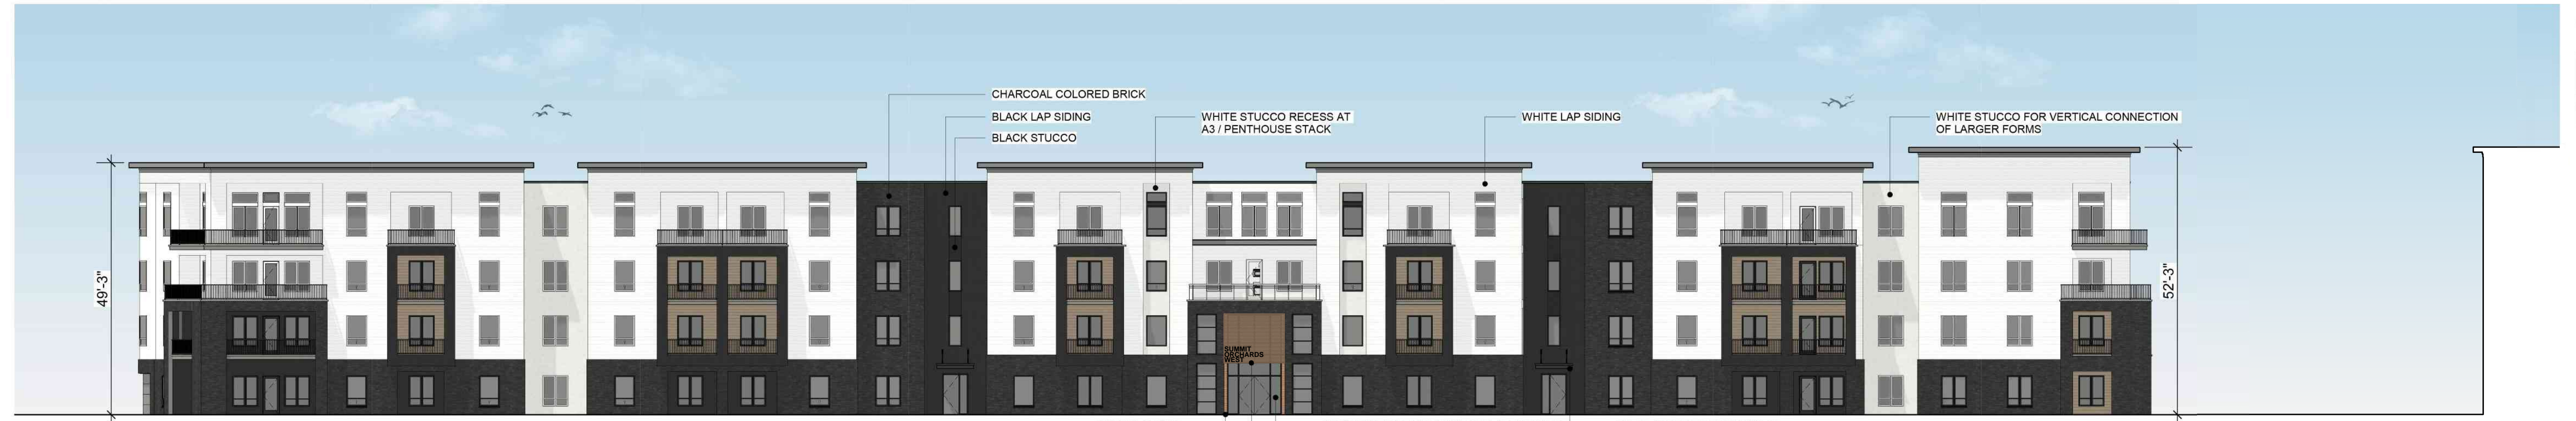 CHARCOAL COLORED BRICK
BLACK LAP SIDING
BLACK STUCCO
WHITE STUCCO RECESS AT
A3 / PENTHOUSE STACK
WHITE LAP SIDING
WHITE STUCCO FOR VERTICAL CONNECTION
OF LARGER FORMS
49'-3"
52'-3"
SUMMIT
ORCHARDS
WEST